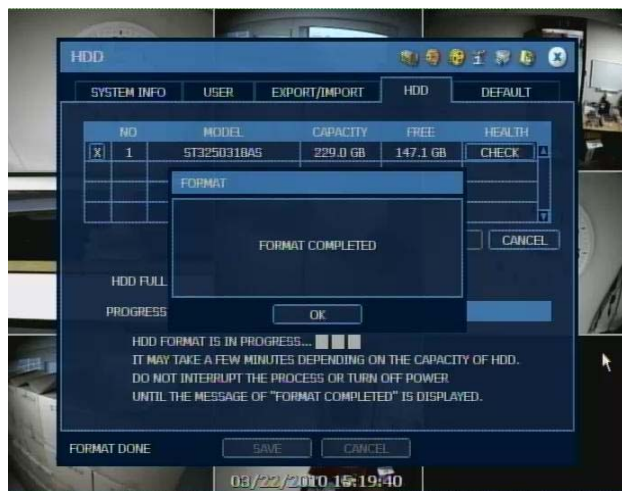 HDD
SYSTEM INFO USER EXPORT/IMPORT HDD DEFAULT
NO MODEL CAPACITY FREE HEALTH
X 1 ST3250318AS 229.0 GB 147.1 GB CHECK
FORMAT
FORMAT COMPLETED
CANCEL
HDD FULL
PROGRESS
OK
HDD FORMAT IS IN PROGRESS...
IT MAY TAKE A FEW MINUTES DEPENDING ON THE CAPACITY OF HDD.
DO NOT INTERRUPT THE PROCESS OR TURN OFF POWER
UNTIL THE MESSAGE OF "FORMAT COMPLETED" IS DISPLAYED.
FORMAT DONE SAVE CANCEL
03/22/2010 15:19:40